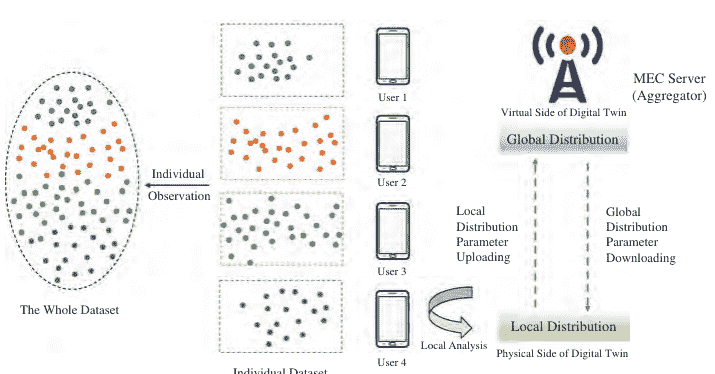 User 1
MEC Server
(Aggregator)
Virtual Side of Digital Twin
Global Distribution
Individual
Observation
User 2
Local
Distribution
Parameter
Uploading
Global
Distribution
Parameter
Downloading
User 3
The Whole Dataset
Local Analysis
Local Distribution
Physical Side of Digital Twin
User 4
Individual Dataset